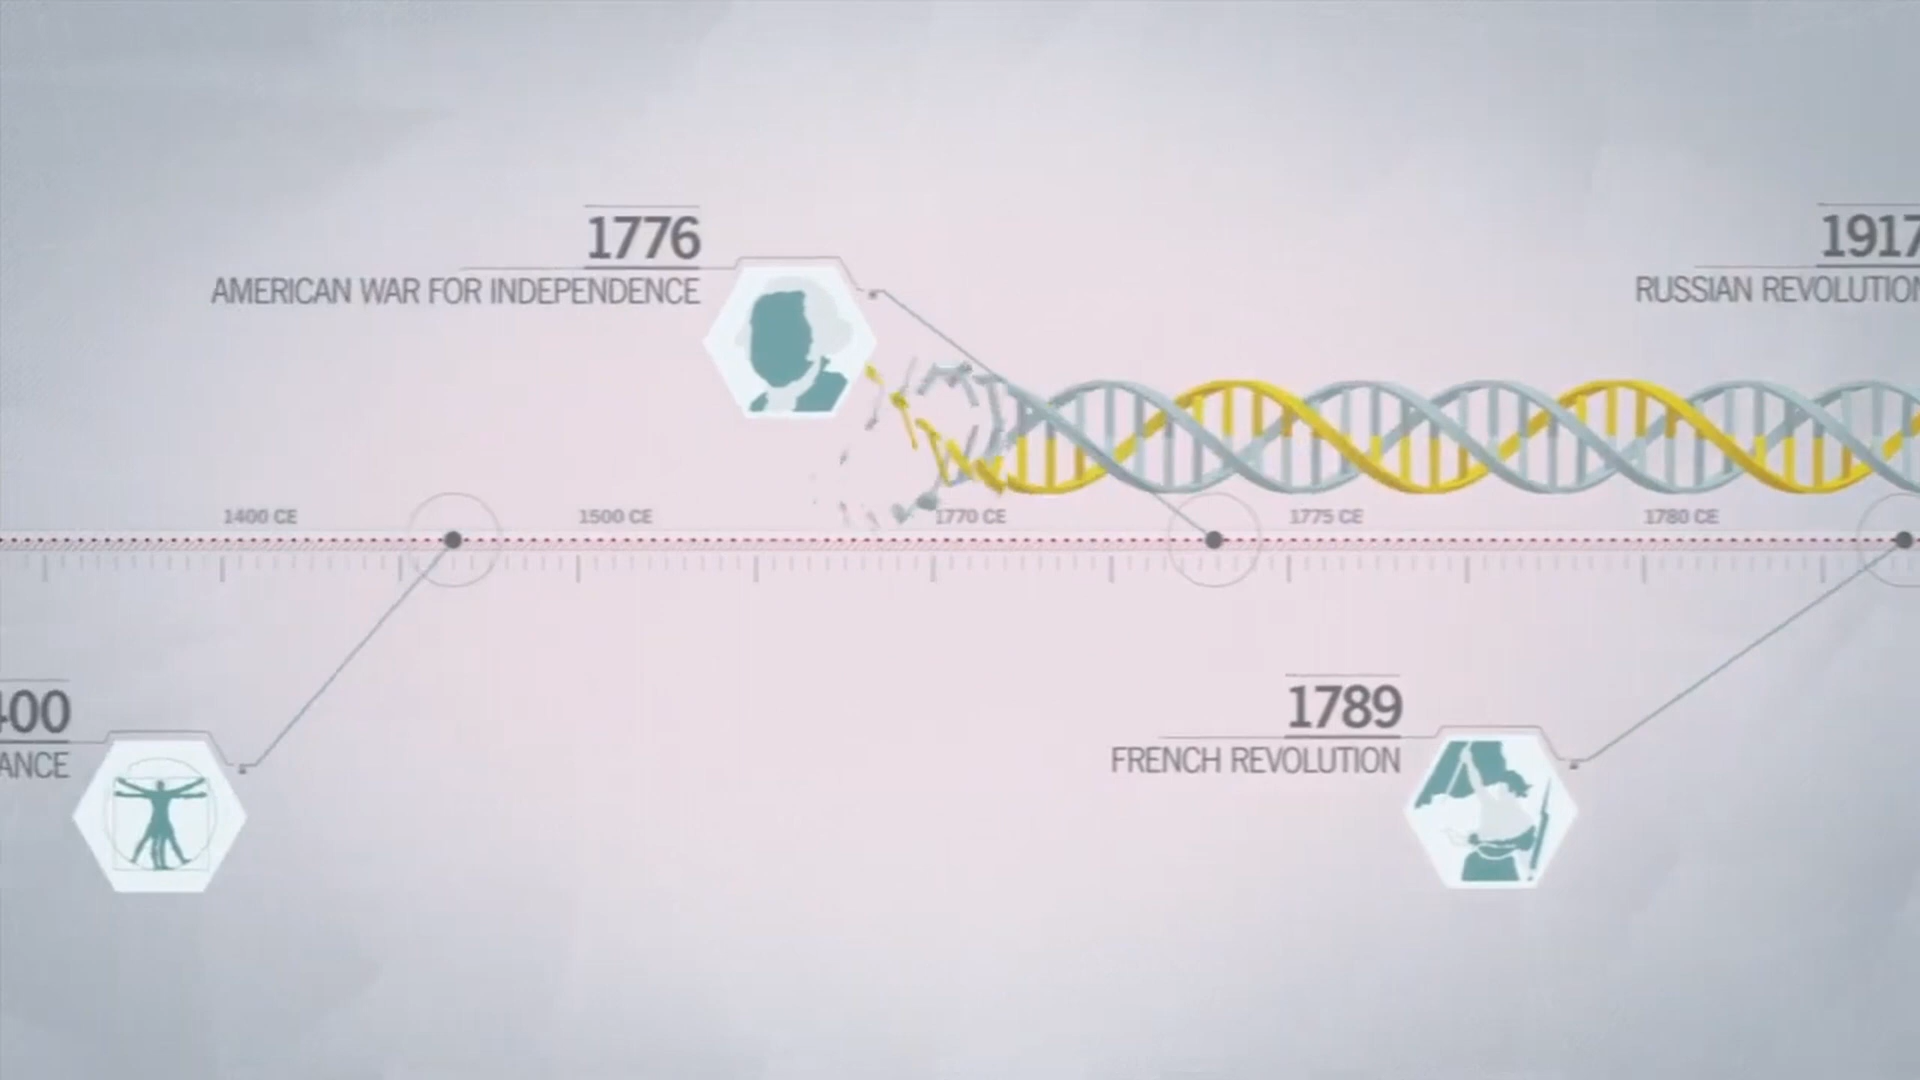 1776
AMERICAN WAR FOR INDEPENDENCE
1917
RUSSIAN REVOLUTION
1400 CE
1500 CE
1770 CE
1775 CE
1780 CE
400
ANCE
1789
FRENCH REVOLUTION